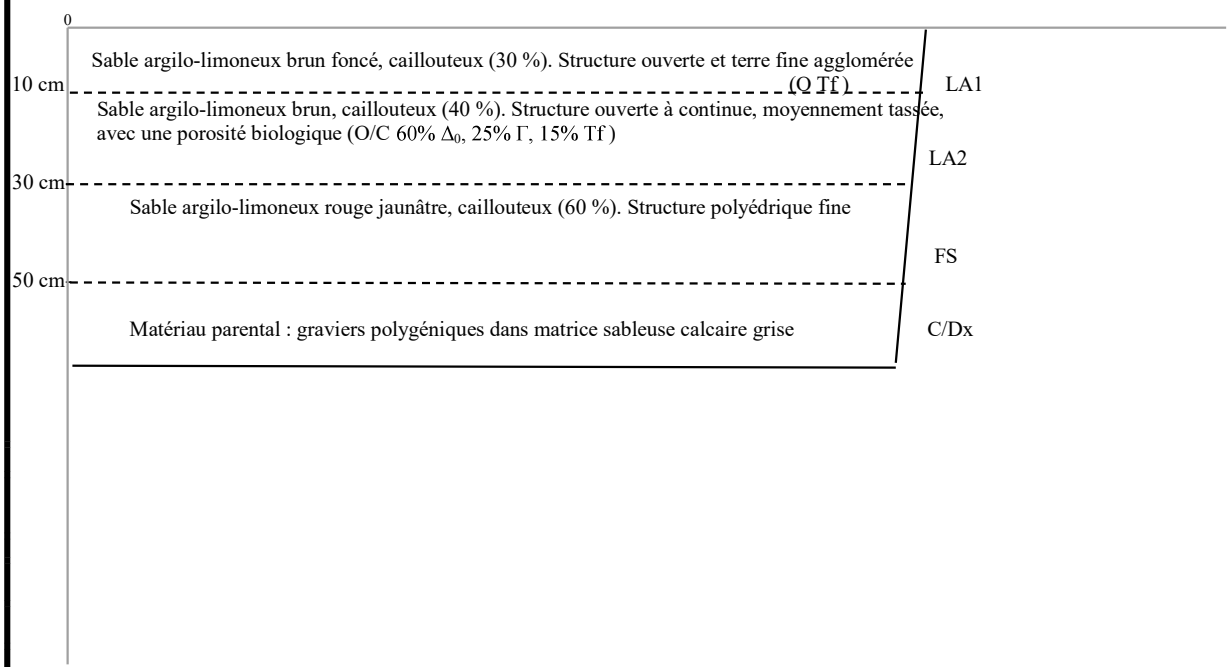 0
Sable argilo-limoneux brun foncé, caillouteux (30 %). Structure ouverte et terre fine agglomérée
(O Tf )
10 cm
LA1
Sable argilo-limoneux brun, caillouteux (40 %). Structure ouverte à continue, moyennement tassée,
avec une porosité biologique (O/C 60% Δ₀, 25% Γ, 15% Tf )
LA2
30 cm
Sable argilo-limoneux rouge jaunâtre, caillouteux (60 %). Structure polyédrique fine
FS
50 cm
Matériau parental : graviers polygéniques dans matrice sableuse calcaire grise
C/Dx